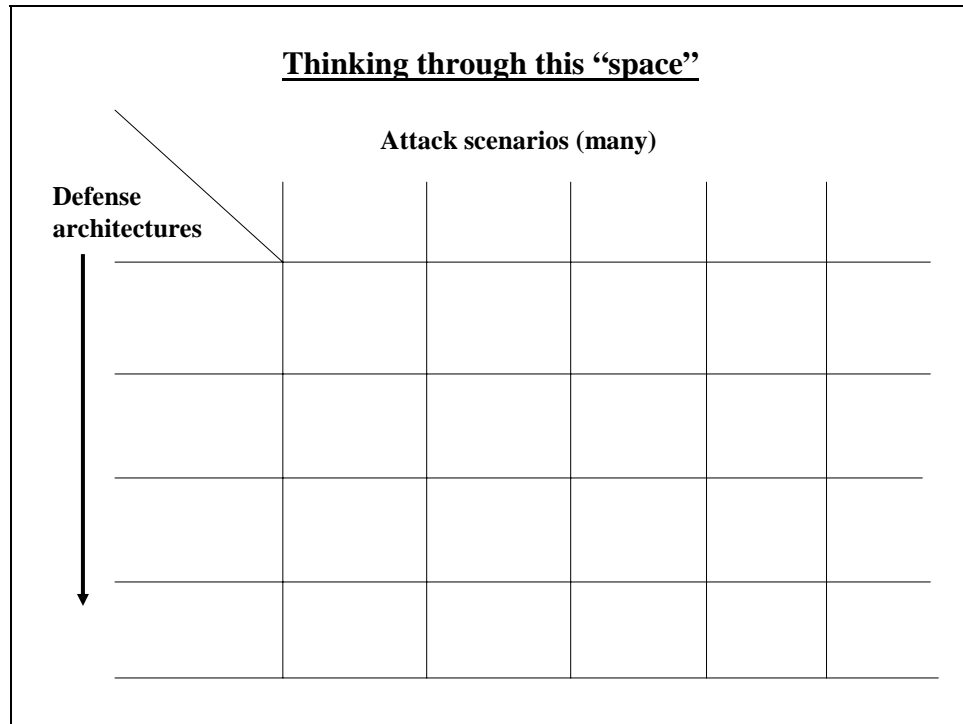 Thinking through this “space”
Attack scenarios (many)
Defense
architectures